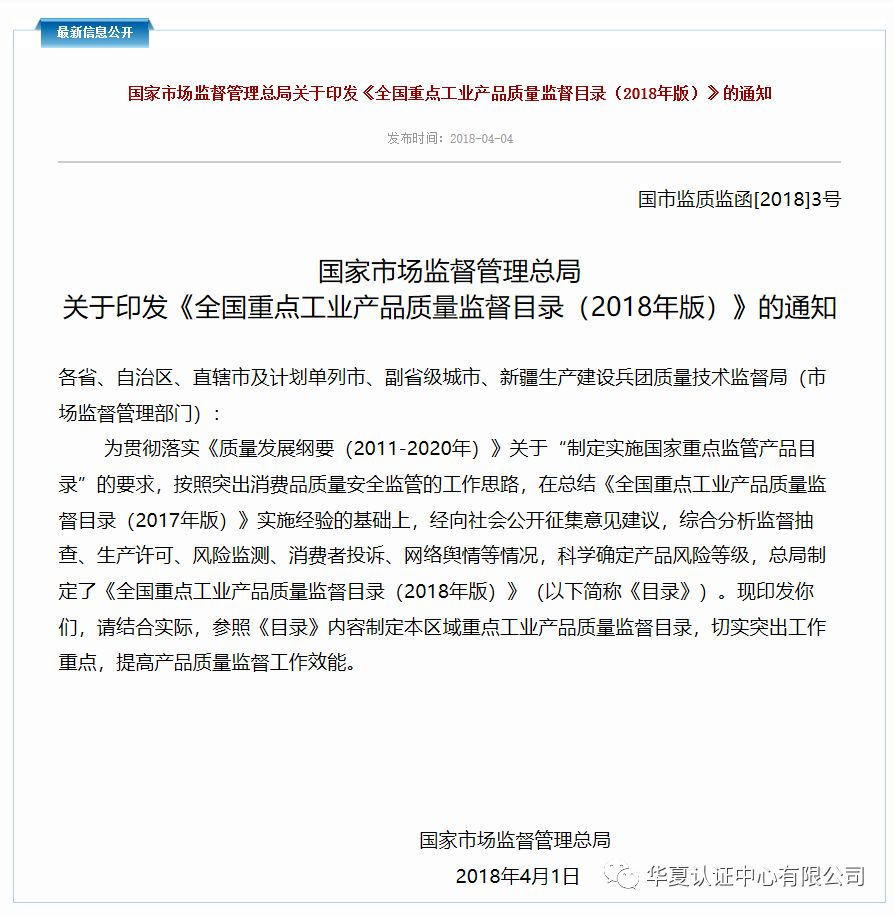 最新信息公开
国家市场监督管理总局关于印发《全国重点工业产品质量监督目录（2018年版）》的通知
发布时间：2018-04-04
国市监质监函[2018]3号
国家市场监督管理总局
关于印发《全国重点工业产品质量监督目录（2018年版）》的通知
各省、自治区、直辖市及计划单列市、副省级城市、新疆生产建设兵团质量技术监督局（市
场监督管理部门）：
为贯彻落实《质量发展纲要（2011-2020年）》关于“制定实施国家重点监管产品目
录”的要求，按照突出消费品质量安全监管的工作思路，在总结《全国重点工业产品质量监
督目录（2017年版）》实施经验的基础上，经向社会公开征集意见建议，综合分析监督抽
查、生产许可、风险监测、消费者投诉、网络舆情等情况，科学确定产品风险等级，总局制
定了《全国重点工业产品质量监督目录（2018年版）》（以下简称《目录》）。现印发你
们，请结合实际，参照《目录》内容制定本区域重点工业产品质量监督目录，切实突出工作
重点，提高产品质量监督工作效能。
国家市场监督管理总局
2018年4月1日
华夏认证中心有限公司